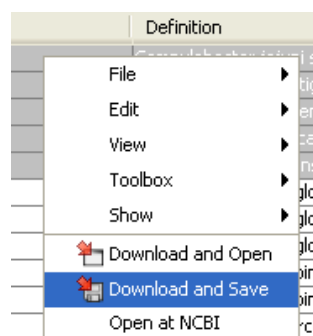 Definition
File
Edit
View
Toolbox
Show
Download and Open
Download and Save
Open at NCBI